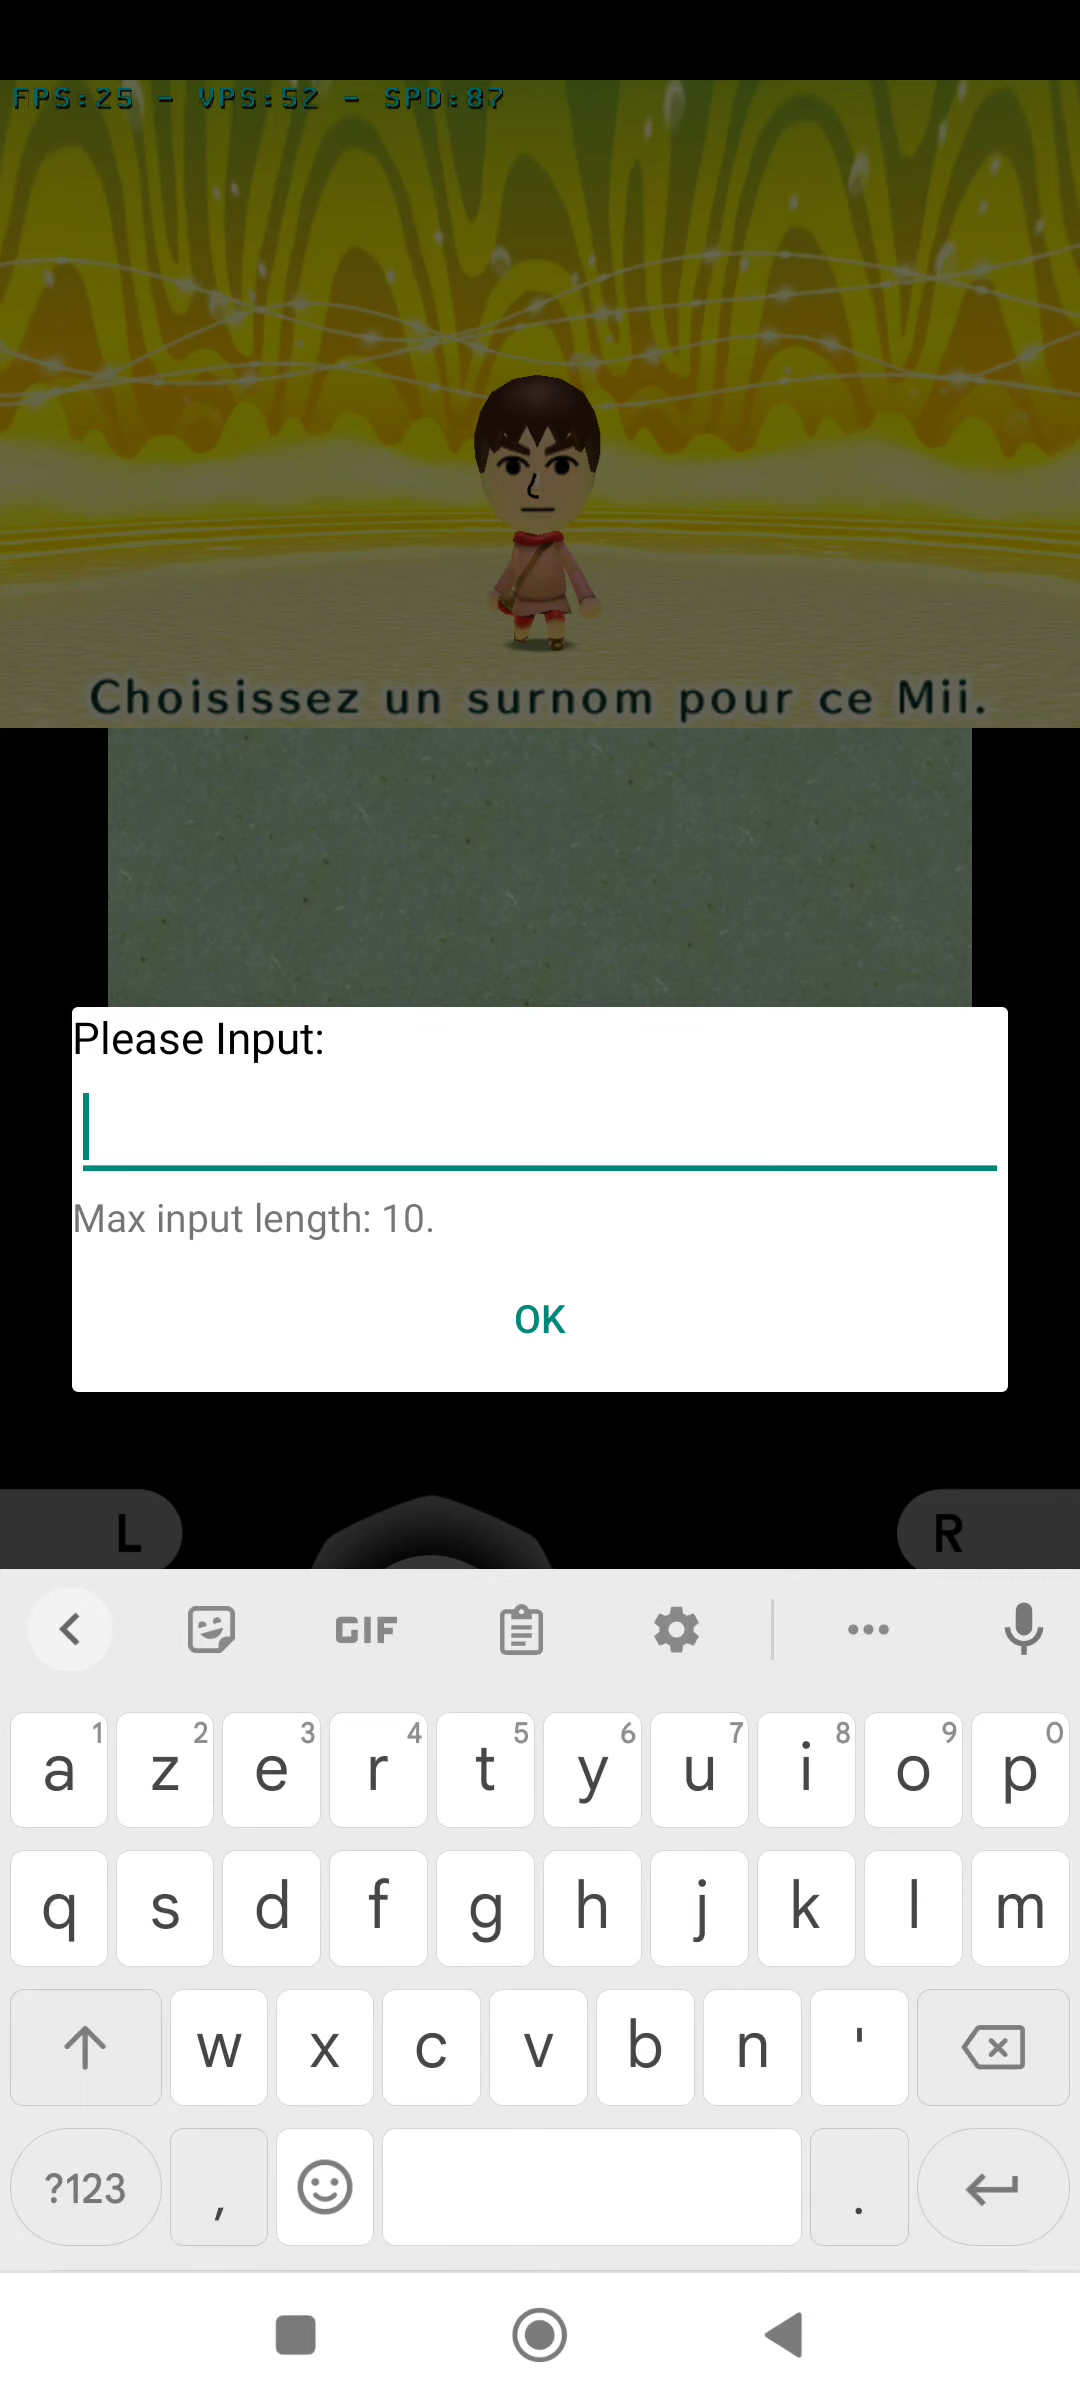 FPS:25 - VPS:52 - SPD:87
Choisissez un surnom pour ce Mii.
Please Input:
Max input length: 10.
OK
L R
GIF
1 2 3 4 5 6 7 8 9 0
a z e r t y u i o p
q s d f g h j k l m
w x c v b n '
?123 , .